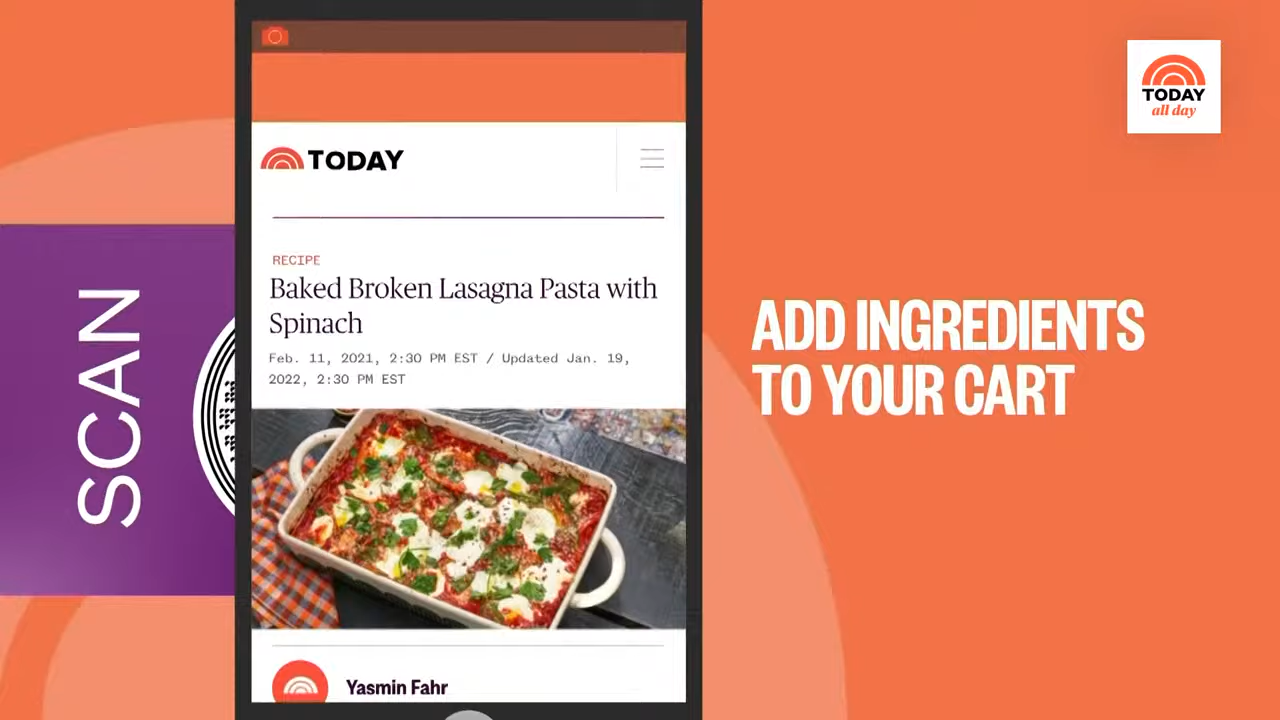 SCAN
TODAY
RECIPE
Baked Broken Lasagna Pasta with
Spinach
Feb. 11, 2021, 2:30 PM EST / Updated Jan. 19,
2022, 2:30 PM EST
Yasmin Fahr
ADD INGREDIENTS
TO YOUR CART
TODAY
all day